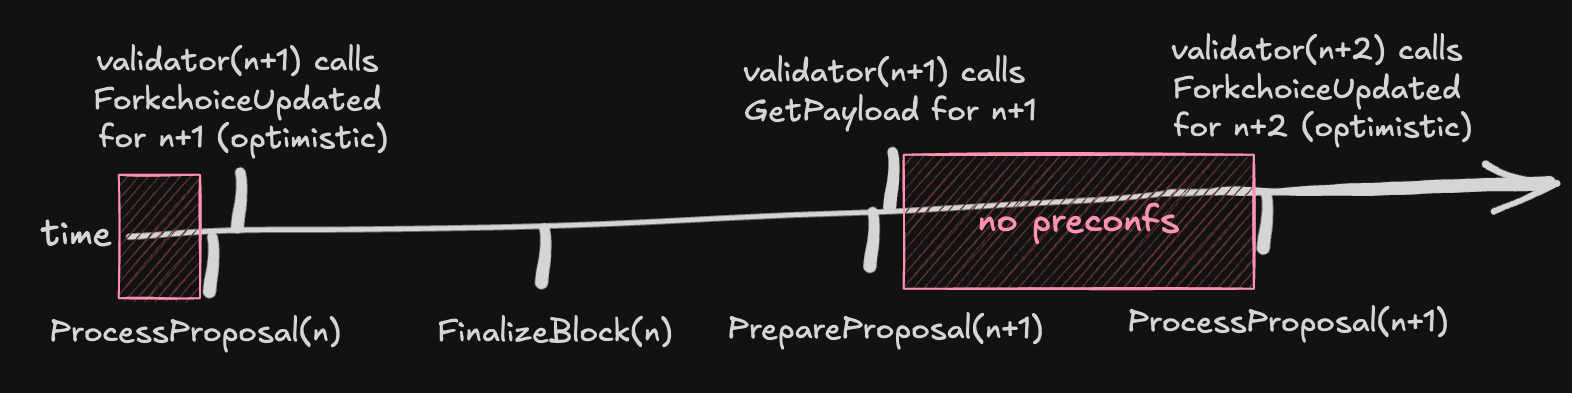 validator(n+1) calls
ForkchoiceUpdated
for n+1 (optimistic)
validator(n+1) calls
GetPayload for n+1
validator(n+2) calls
ForkchoiceUpdated
for n+2 (optimistic)
time
no preconfs
ProcessProposal(n)
FinalizeBlock(n)
PrepareProposal(n+1)
ProcessProposal(n+1)